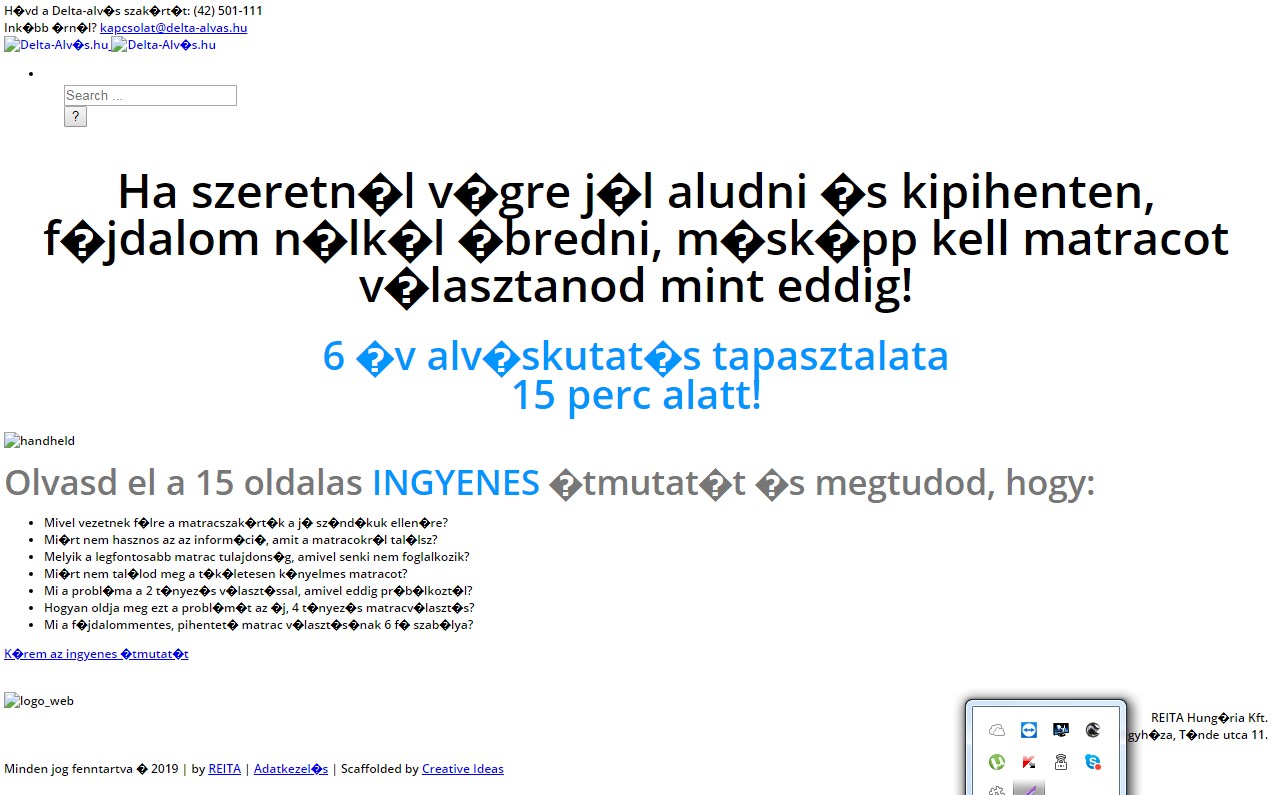 H�vd a Delta-alv�s szak�rt�t: (42) 501-111
Ink�bb �rn�l? kapcsolat@delta-alvas.hu
Delta-Alv�s.hu Delta-Alv�s.hu
Search ...
?
Ha szeretn�l v�gre j�l aludni �s kipihenten,
f�jdalom n�lk�l �bredni, m�sk�pp kell matracot
v�lasztanod mint eddig!
6 �v alv�skutat�s tapasztalata
15 perc alatt!
handheld
Olvasd el a 15 oldalas INGYENES �tmutat�t �s megtudod, hogy:
Mivel vezetnek f�lre a matracszak�rt�k a j� sz�nd�kuk ellen�re?
Mi�rt nem hasznos az az inform�ci�, amit a matracokr�l tal�lsz?
Melyik a legfontosabb matrac tulajdons�g, amivel senki nem foglalkozik?
Mi�rt nem tal�lod meg a t�k�letesen k�nyelmes matracot?
Mi a probl�ma a 2 t�nyez�s v�laszt�ssal, amivel eddig pr�b�lkozt�l?
Hogyan oldja meg ezt a probl�m�t az �j, 4 t�nyez�s matracv�laszt�s?
Mi a f�jdalommentes, pihentet� matrac v�laszt�s�nak 6 f� szab�lya?
K�rem az ingyenes �tmutat�t
logo_web
REITA Hung�ria Kft.
gyh�za, T�nde utca 11.
Minden jog fenntartva � 2019 | by REITA | Adatkezel�s | Scaffolded by Creative Ideas